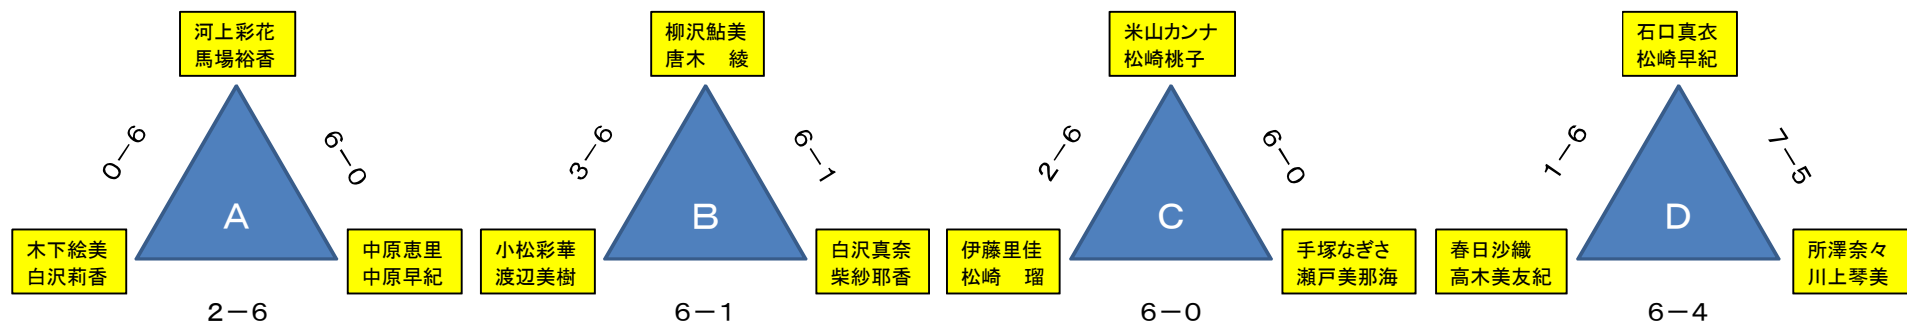 河上彩花
馬場裕香
0―6
6―0
A
木下絵美
白沢莉香
中原恵里
中原早紀
2―6
柳沢鮎美
唐木　綾
3―6
6―1
B
小松彩華
渡辺美樹
白沢真奈
柴紗耶香
6―1
米山カンナ
松崎桃子
2―6
6―0
C
伊藤里佳
松崎　瑠
手塚なぎさ
瀬戸美那海
6―0
石口真衣
松崎早紀
1―6
7―5
D
春日沙織
高木美友紀
所澤奈々
川上琴美
6―4